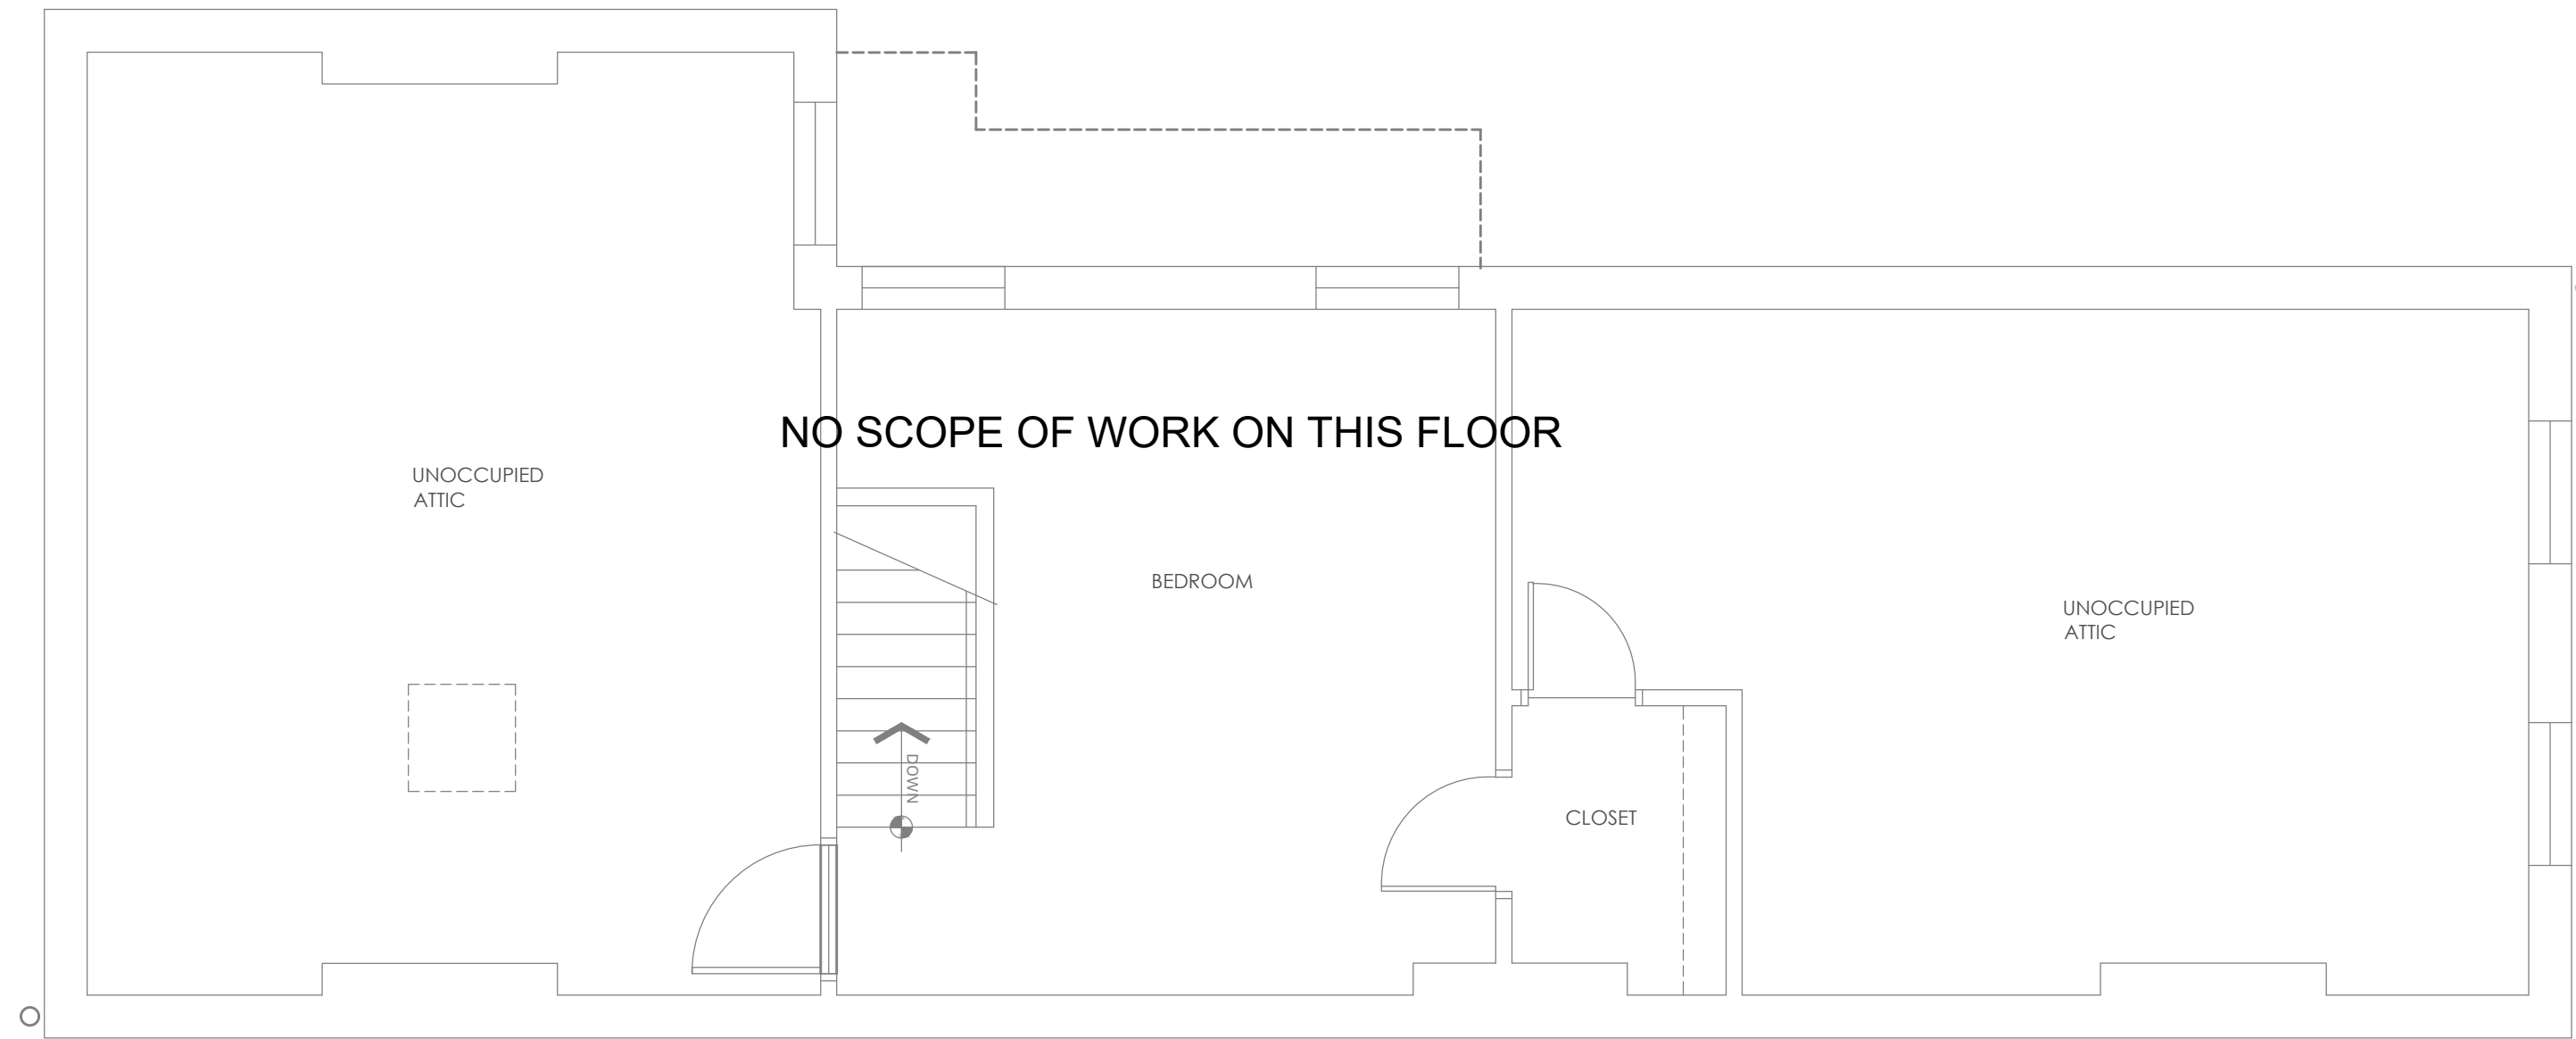 NO SCOPE OF WORK ON THIS FLOOR
UNOCCUPIED
ATTIC
BEDROOM
UNOCCUPIED
ATTIC
DOWN
CLOSET